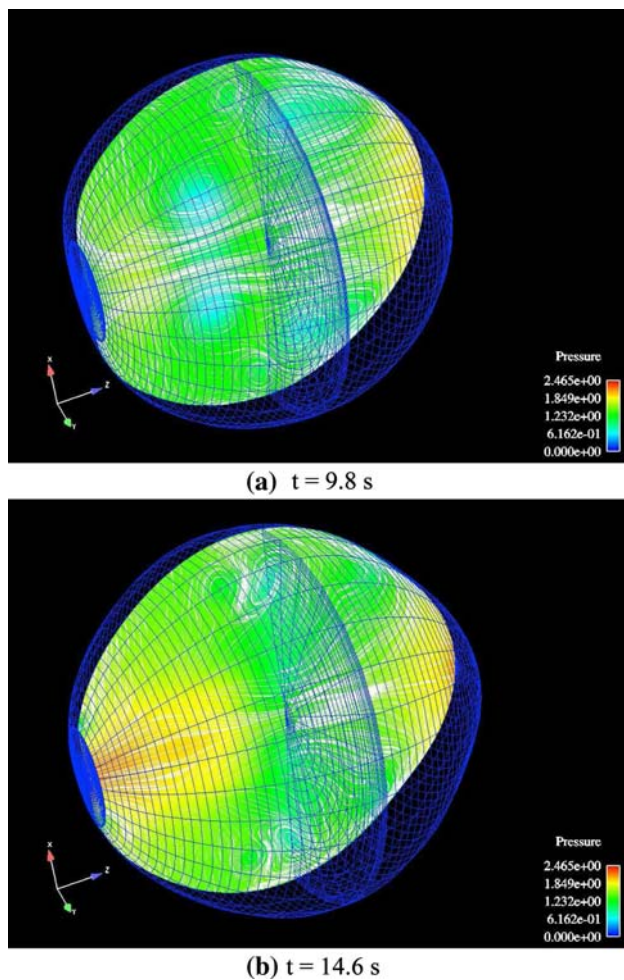 X
Z
Y
Pressure
2.465e+00
1.849e+00
1.232e+00
6.162e-01
0.000e+00
(a) t = 9.8 s
X
Z
Y
Pressure
2.465e+00
1.849e+00
1.232e+00
6.162e-01
0.000e+00
(b) t = 14.6 s